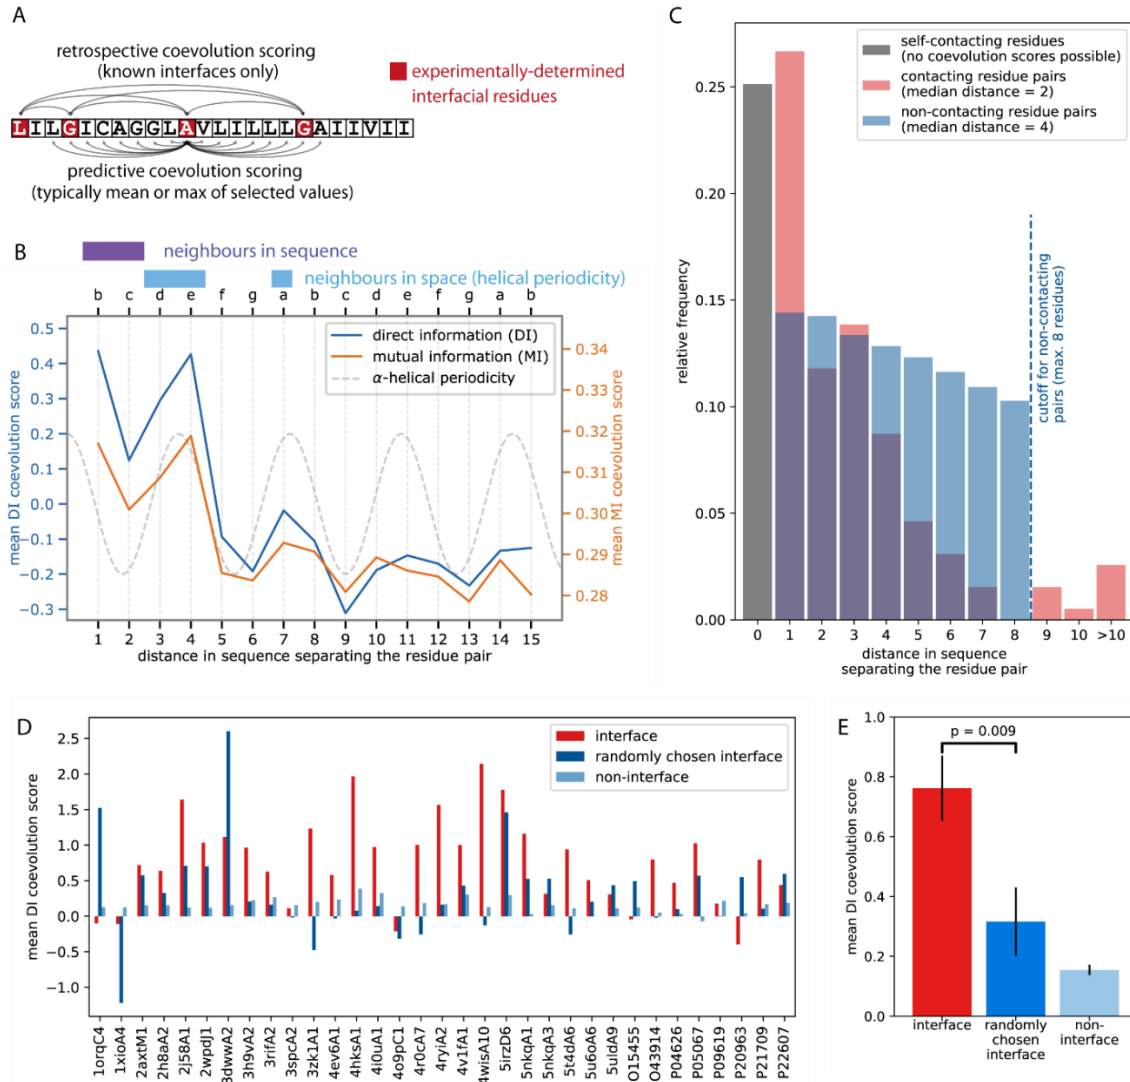 A
retrospective coevolution scoring
(known interfaces only)
experimentally-determined
interfacial residues
LILGICAGGLAVLILLLGAIIVII
predictive coevolution scoring
(typically mean or max of selected values)
B
neighbours in sequence
neighbours in space (helical periodicity)
b c d e f g a b c d e f g a b
direct information (DI)
mutual information (MI)
α-helical periodicity
mean DI coevolution score
0.5
0.4
0.3
0.2
0.1
0.0
−0.1
−0.2
−0.3
mean MI coevolution score
0.34
0.33
0.32
0.31
0.30
0.29
0.28
1 2 3 4 5 6 7 8 9 10 11 12 13 14 15
distance in sequence separating the residue pair
C
self-contacting residues
(no coevolution scores possible)
contacting residue pairs
(median distance = 2)
non-contacting residue pairs
(median distance = 4)
cutoff for non-contacting
pairs (max. 8 residues)
relative frequency
0.25
0.20
0.15
0.10
0.05
0.00
0 1 2 3 4 5 6 7 8 9 10 >10
distance in sequence
separating the residue pair
D
interface
randomly chosen interface
non-interface
mean DI coevolution score
2.5
2.0
1.5
1.0
0.5
0.0
−0.5
−1.0
1orqC4
1xioA4
2axtM1
2h8aA2
2j58A1
2wpdJ1
3dwwA2
3h9vA2
3rifA2
3spcA2
3zk1A1
4ev6A1
4hksA1
4i0uA1
4o9pC1
4r0cA7
4ryiA2
4v1fA1
4wisA10
5irzD6
5nkqA1
5nkqA3
5t4dA6
5u6oA6
5uldA9
O15455
O43914
P04626
P05067
P09619
P20963
P21709
P22607
E
p = 0.009
mean DI coevolution score
1.0
0.8
0.6
0.4
0.2
0.0
interface
randomly
chosen
interface
non-
interface